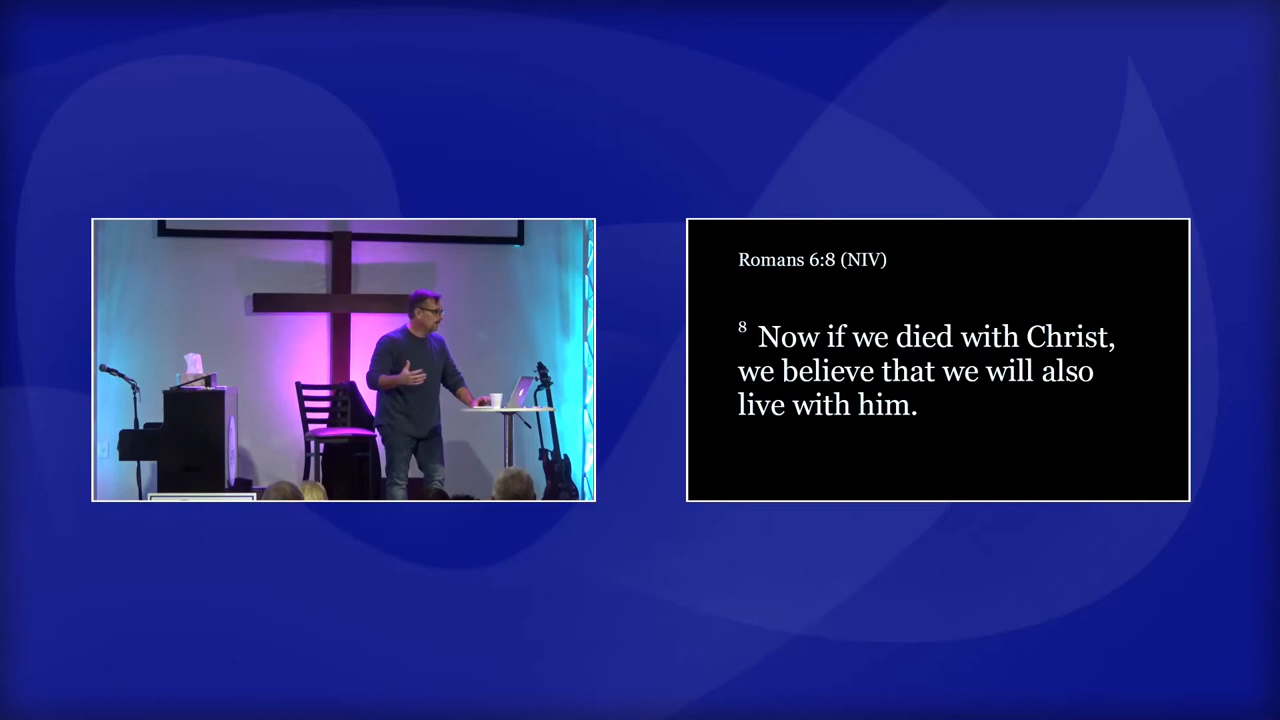 Romans 6:8 (NIV)
8 Now if we died with Christ,
we believe that we will also
live with him.